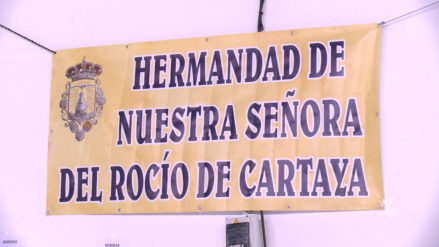 HERMANDAD DE
NUESTRA SEÑORA
DEL ROCÍO DE CARTAYA